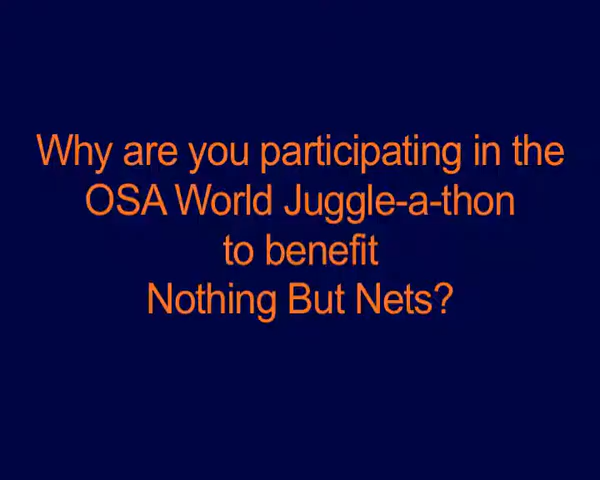 Why are you participating in the
OSA World Juggle-a-thon
to benefit
Nothing But Nets?